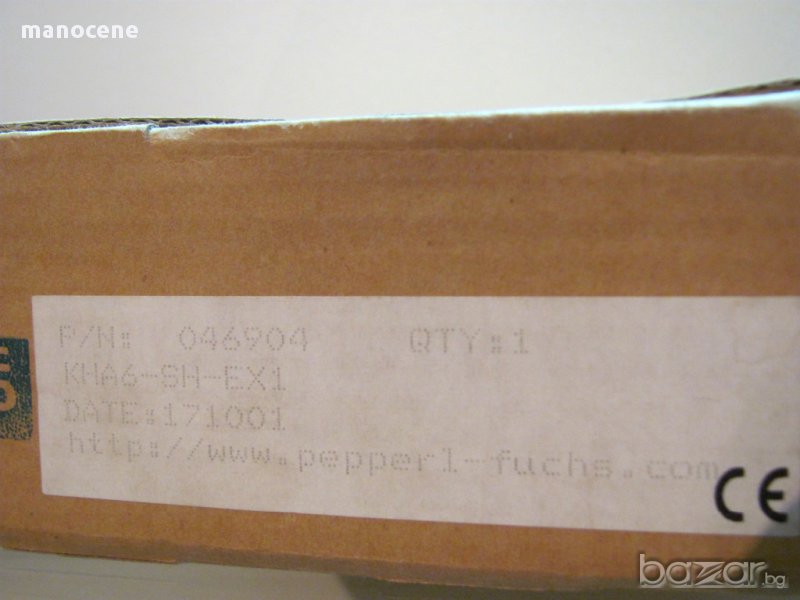 manocene
P/N: 046904 QTY:1
KHA6-SH-EX1
DATE:171001
http://www.pepperl-fuchs.com
CE
bazar.bg